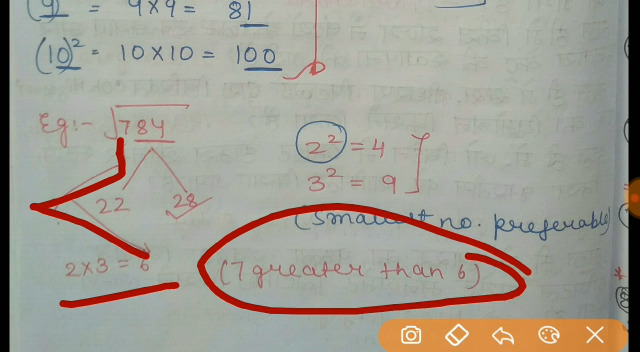 (9)² = 9×9 = 81
(10)² = 10×10 = 100
Eg:- √784
22 28
2² = 4
3² = 9
(Smallest no. preferable)
2×3 = 6 (7 greater than 6)